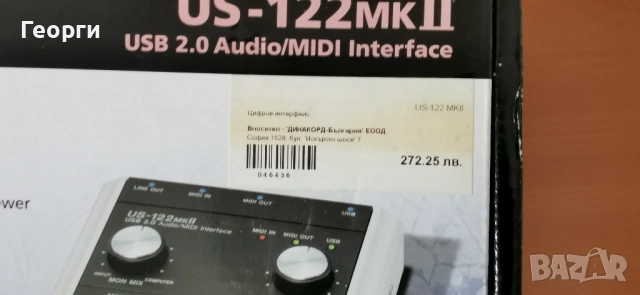 Георги
US-122MKII
USB 2.0 Audio/MIDI Interface
US-122 MKII
Цифров интерфейс
Вносител - "ДИНАКОРД-България" ЕООД
София 1528, бул. "Искърско шосе" 7
272.25 лв.
046436
LINE OUT MIDI IN MIDI OUT USB
US-122MKII
USB 2.0 Audio/MIDI Interface
MIDI IN MIDI OUT USB
INPUT COMPUTER
MON MIX
bazar